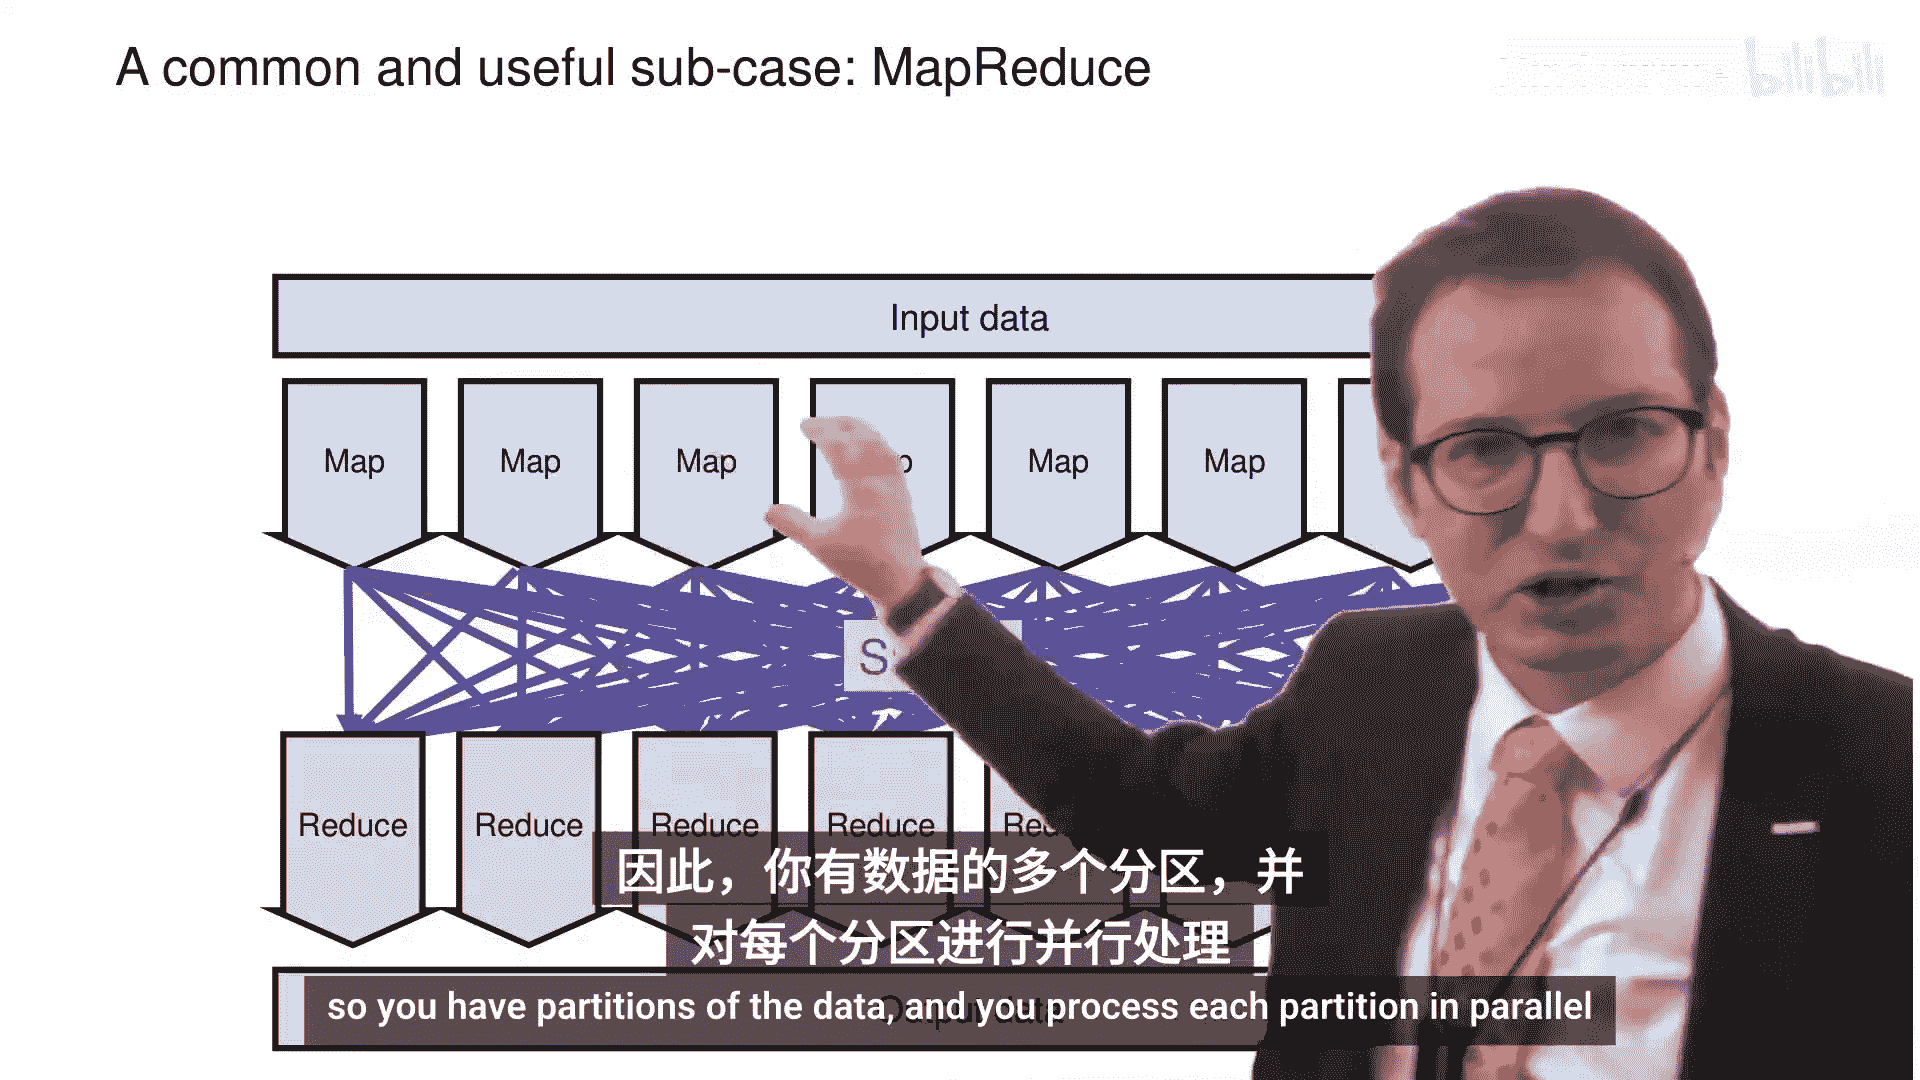 A common and useful sub-case: MapReduce
bilibili
Input data
Map Map Map Map Map
Reduce Reduce Reduce Reduce
因此，你有数据的多个分区，并
对每个分区进行并行处理
so you have partitions of the data, and you process each partition in parallel